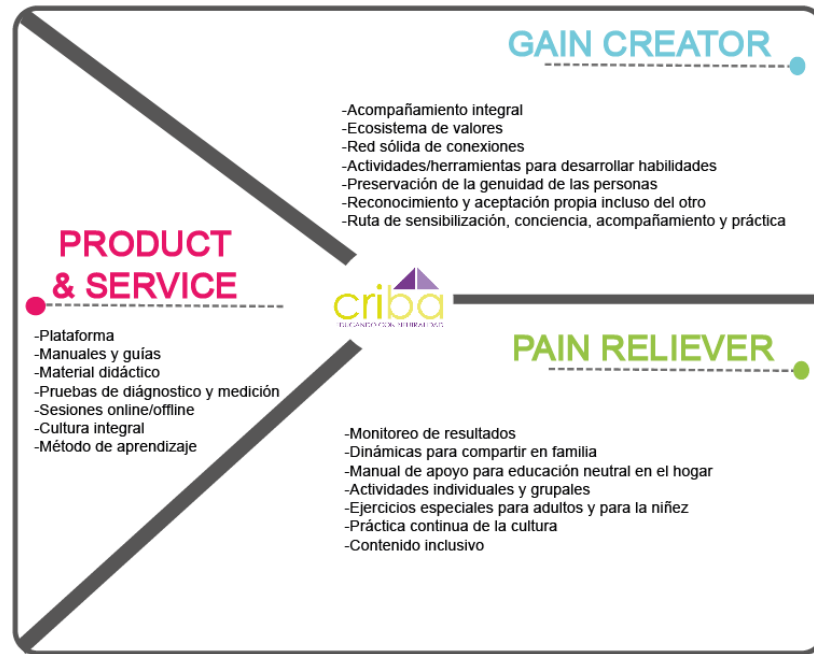 GAIN CREATOR
-Acompañamiento integral
-Ecosistema de valores
-Red sólida de conexiones
-Actividades/herramientas para desarrollar habilidades
-Preservación de la genuidad de las personas
-Reconocimiento y aceptación propia incluso del otro
-Ruta de sensibilización, conciencia, acompañamiento y práctica
PRODUCT
& SERVICE
-Plataforma
-Manuales y guías
-Material didáctico
-Pruebas de diágnostico y medición
-Sesiones online/offline
-Cultura integral
-Método de aprendizaje
criba
EDUCANDO CON NEUTRALIDAD
PAIN RELIEVER
-Monitoreo de resultados
-Dinámicas para compartir en familia
-Manual de apoyo para educación neutral en el hogar
-Actividades individuales y grupales
-Ejercicios especiales para adultos y para la niñez
-Práctica continua de la cultura
-Contenido inclusivo